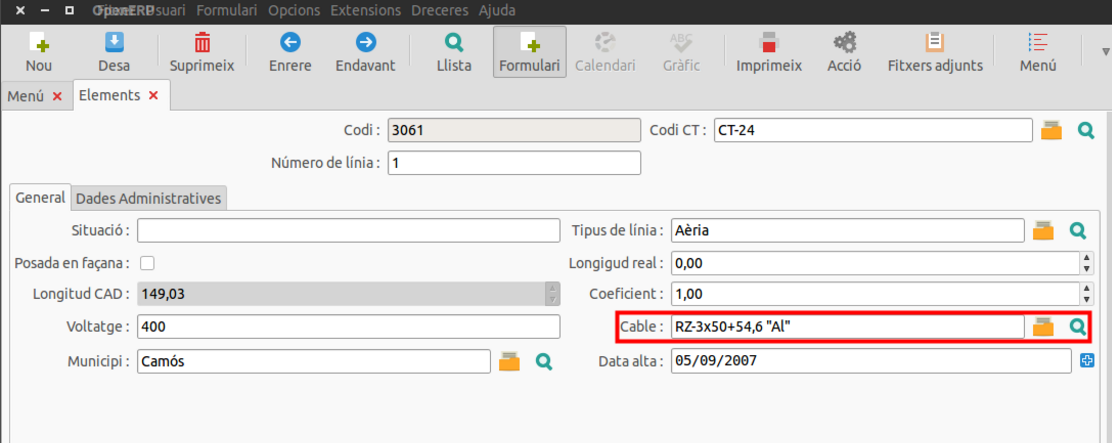 OpenERP Usuari Formulari Opcions Extensions Dreceres Ajuda
Nou Desa Suprimeix Enrere Endavant Llista Formulari ABC Calendari Gràfic Imprimeix Acció Fitxers adjunts Menú
Menú Elements
Codi : 3061 Codi CT : CT-24
Número de línia : 1
General Dades Administratives
Situació : Tipus de línia : Aèria
Posada en façana : Longigud real : 0,00
Longitud CAD : 149,03 Coeficient : 1,00
Voltatge : 400 Cable : RZ-3x50+54,6 "Al"
Municipi : Camós Data alta : 05/09/2007